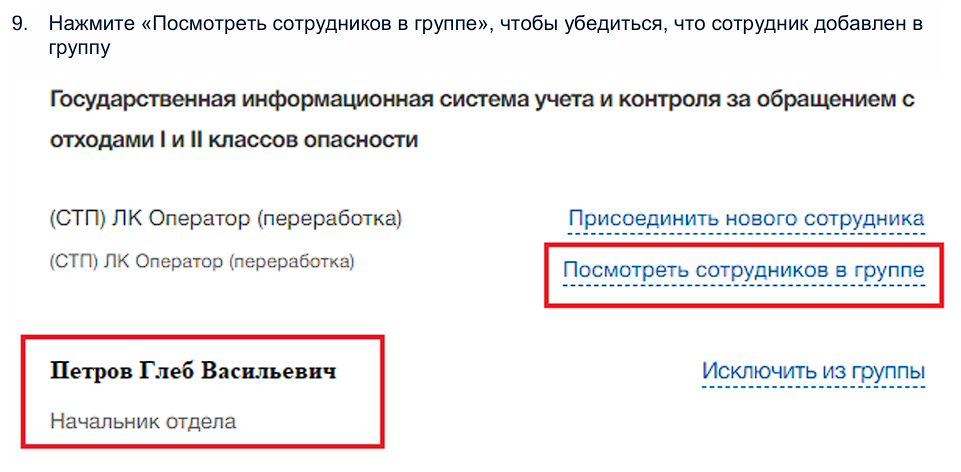 9. Нажмите «Посмотреть сотрудников в группе», чтобы убедиться, что сотрудник добавлен в
группу
Государственная информационная система учета и контроля за обращением с
отходами I и II классов опасности
(СТП) ЛК Оператор (переработка)
Присоединить нового сотрудника
(СТП) ЛК Оператор (переработка)
Посмотреть сотрудников в группе
Петров Глеб Васильевич
Исключить из группы
Начальник отдела